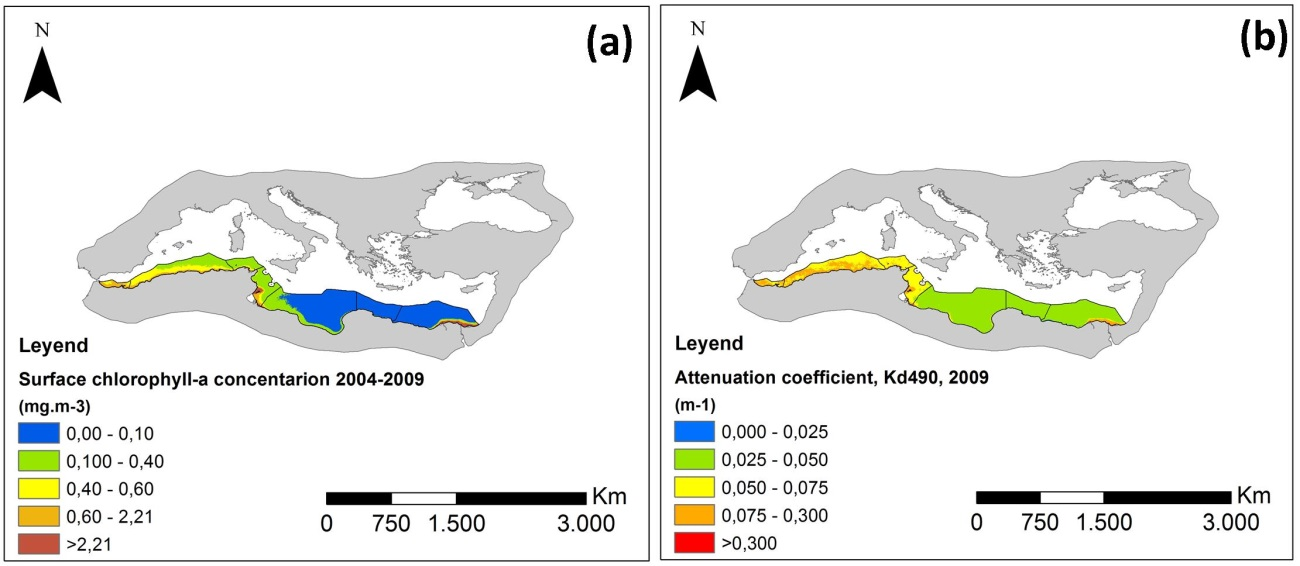 N
(a)
Leyend
Surface chlorophyll-a concentarion 2004-2009
(mg.m-3)
0,00 - 0,10
0,100 - 0,40
0,40 - 0,60
0,60 - 2,21
>2,21
Km
0 750 1.500 3.000
N
(b)
Leyend
Attenuation coefficient, Kd490, 2009
(m-1)
0,000 - 0,025
0,025 - 0,050
0,050 - 0,075
0,075 - 0,300
>0,300
Km
0 750 1.500 3.000